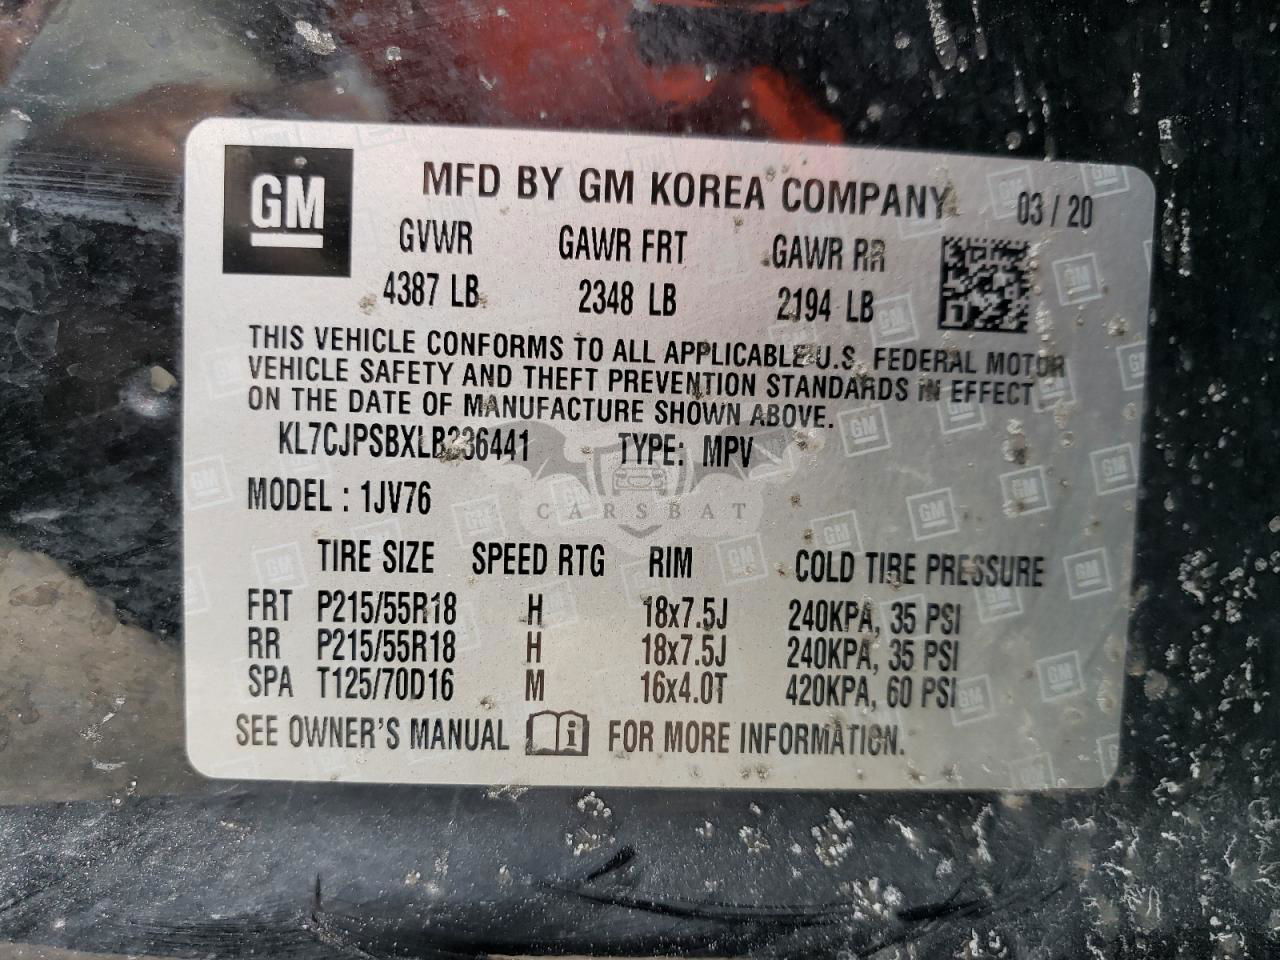 GM
MFD BY GM KOREA COMPANY 03 / 20
GVWR GAWR FRT GAWR RR
4387 LB 2348 LB 2194 LB
THIS VEHICLE CONFORMS TO ALL APPLICABLE U.S. FEDERAL MOTOR
VEHICLE SAFETY AND THEFT PREVENTION STANDARDS IN EFFECT
ON THE DATE OF MANUFACTURE SHOWN ABOVE.
TYPE: MPV
MODEL : 1JV76
CARSBAT
TIRE SIZE SPEED RTG RIM COLD TIRE PRESSURE
FRT P215/55R18 H 18x7.5J 240KPA, 35 PSI
RR P215/55R18 H 18x7.5J 240KPA, 35 PSI
SPA T125/70D16 M 16x4.0T 420KPA, 60 PSI
SEE OWNER'S MANUAL FOR MORE INFORMATION.